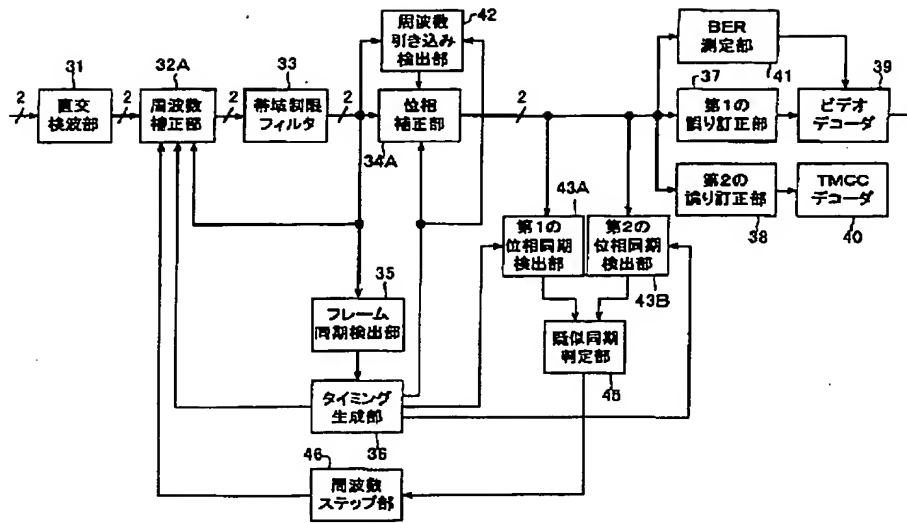 42
周波数
引き込み
検出部
BER
測定部
41
31
32A
33
37
39
2
直交
検波部
2
周波数
補正部
2
帯域制限
フィルタ
2
位相
補正部
34A
2
第1の
誤り訂正部
ビデオ
デコーダ
第2の
誤り訂正部
38
TMCC
デコーダ
40
43A
第1の
位相同期
検出部
第2の
位相同期
検出部
43B
35
フレーム
同期検出部
既似同期
判定部
45
タイミング
生成部
36
46
周波数
ステップ部